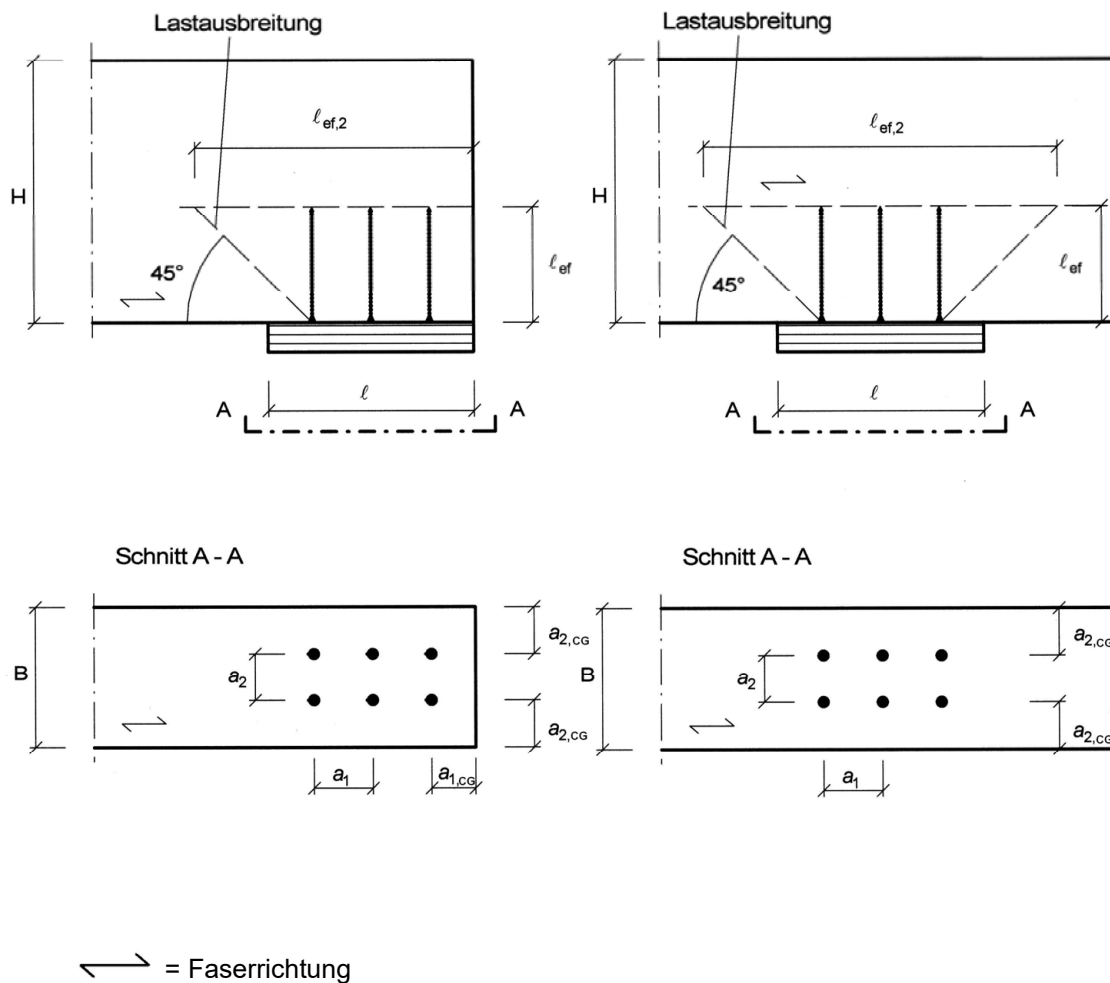 Lastausbreitung
ℓef,2
H
45°
ℓef
ℓ
A A
Lastausbreitung
ℓef,2
H
45°
ℓef
ℓ
A A
Schnitt A - A
B
a2
a2,CG
a2,CG
a1
a1,CG
Schnitt A - A
B
a2
a2,CG
a2,CG
a1
= Faserrichtung